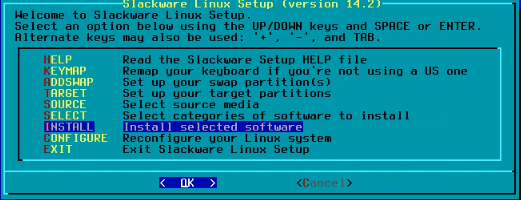 Slackware Linux Setup (version 14.2)
Welcome to Slackware Linux Setup.
Select an option below using the UP/DOWN keys and SPACE or ENTER.
Alternate keys may also be used: '+', '-', and TAB.
HELP Read the Slackware Setup HELP file
KEYMAP Remap your keyboard if you're not using a US one
ADDSWAP Set up your swap partition(s)
TARGET Set up your target partitions
SOURCE Select source media
SELECT Select categories of software to install
INSTALL Install selected software
CONFIGURE Reconfigure your Linux system
EXIT Exit Slackware Linux Setup
< OK > <Cancel>